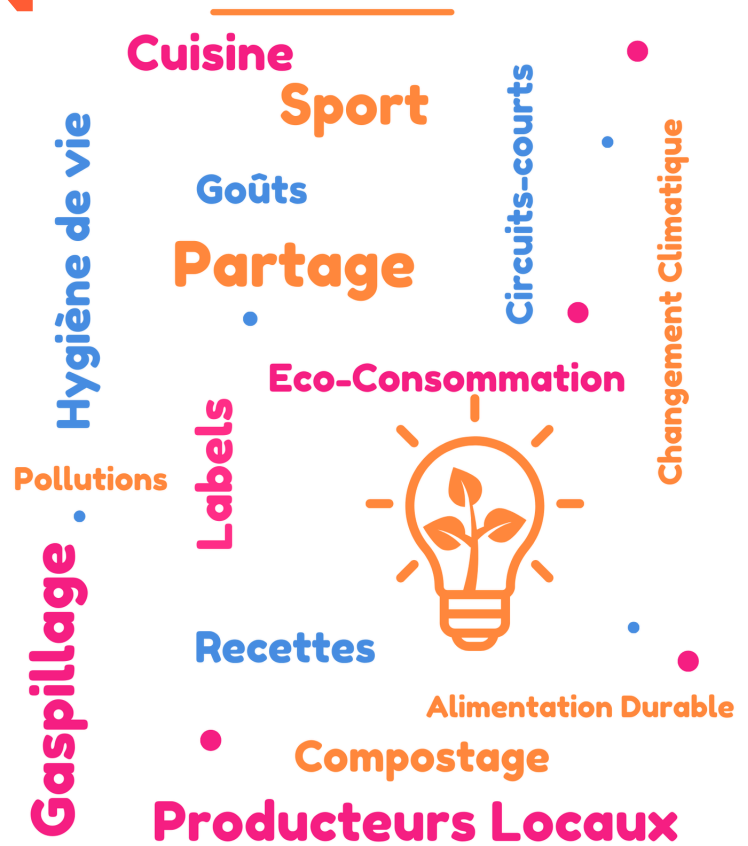 Cuisine
Sport
Circuits-courts
Hygiène de vie
Changement Climatique
Goûts
Partage
Eco-Consommation
Labels
Pollutions
Gaspillage
Recettes
Alimentation Durable
Compostage
Producteurs Locaux